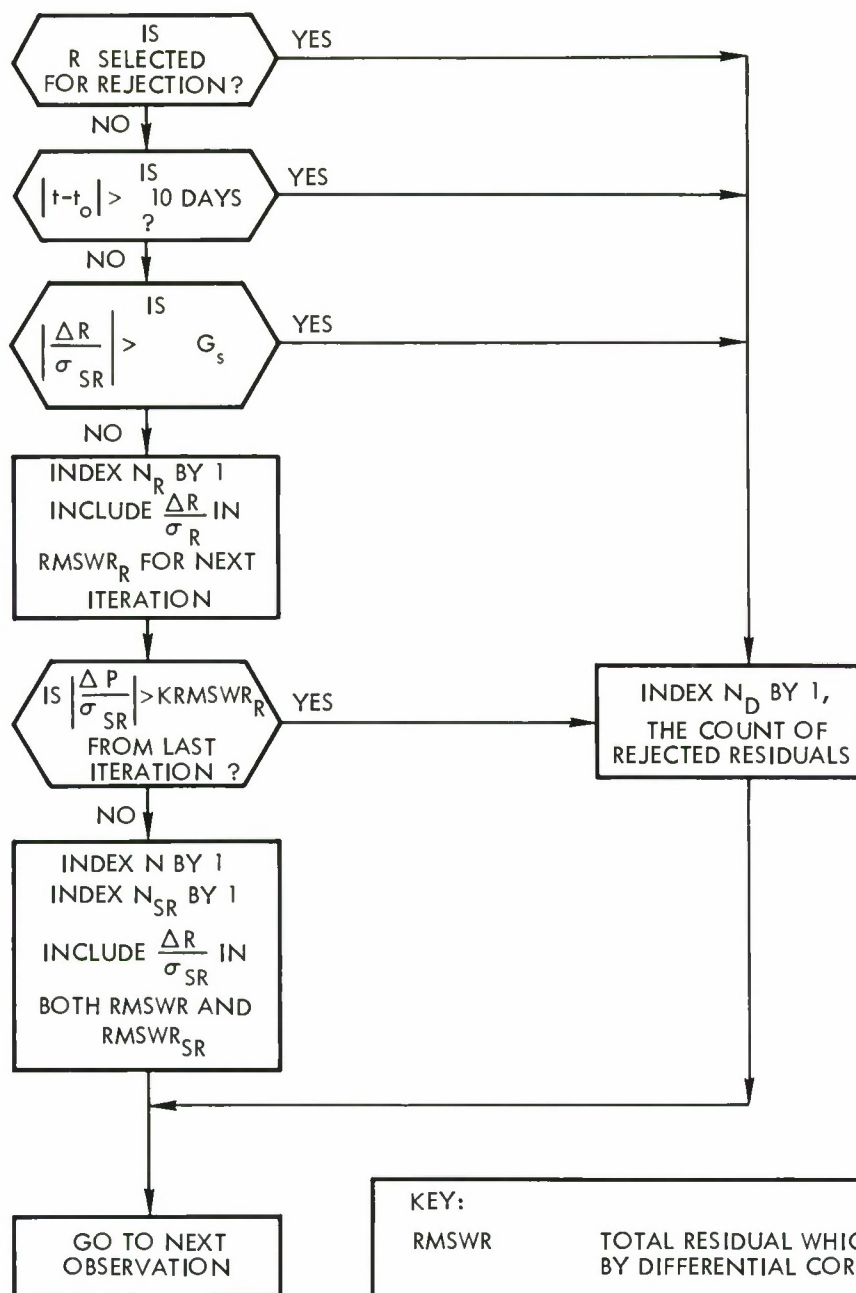 IS
R SELECTED
FOR REJECTION?
YES
NO
IS
|t-t_o| > 10 DAYS
?
YES
NO
IS
|ΔR/σ_SR| > G_s
YES
NO
INDEX N_R BY 1
INCLUDE ΔR/σ_R IN
RMSWR_R FOR NEXT
ITERATION
IS |ΔP/σ_SR| > KRMSWR_R
FROM LAST
ITERATION ?
YES
NO
INDEX N_D BY 1,
THE COUNT OF
REJECTED RESIDUALS
INDEX N BY 1
INDEX N_SR BY 1
INCLUDE ΔR/σ_SR IN
BOTH RMSWR AND
RMSWR_SR
GO TO NEXT
OBSERVATION
KEY:
RMSWR TOTAL RESIDUAL WHIC
BY DIFFERENTIAL COR